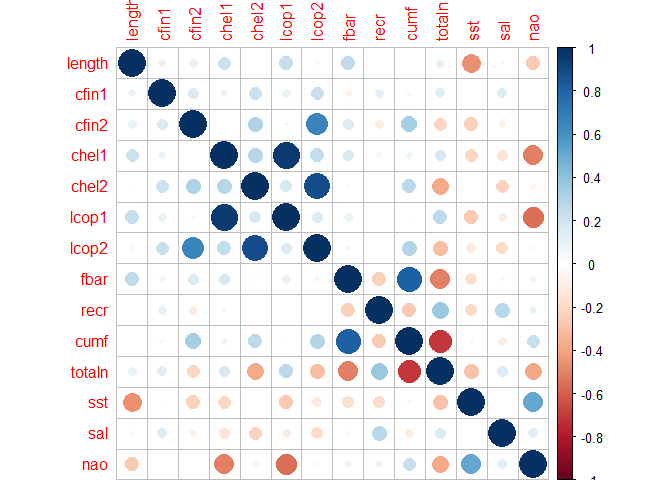 length cfin1 cfin2 chel1 chel2 lcop1 lcop2 fbar recr cumf totaln sst sal nao
length
cfin1
cfin2
chel1
chel2
lcop1
lcop2
fbar
recr
cumf
totaln
sst
sal
nao
1
0.8
0.6
0.4
0.2
0
-0.2
-0.4
-0.6
-0.8
-1